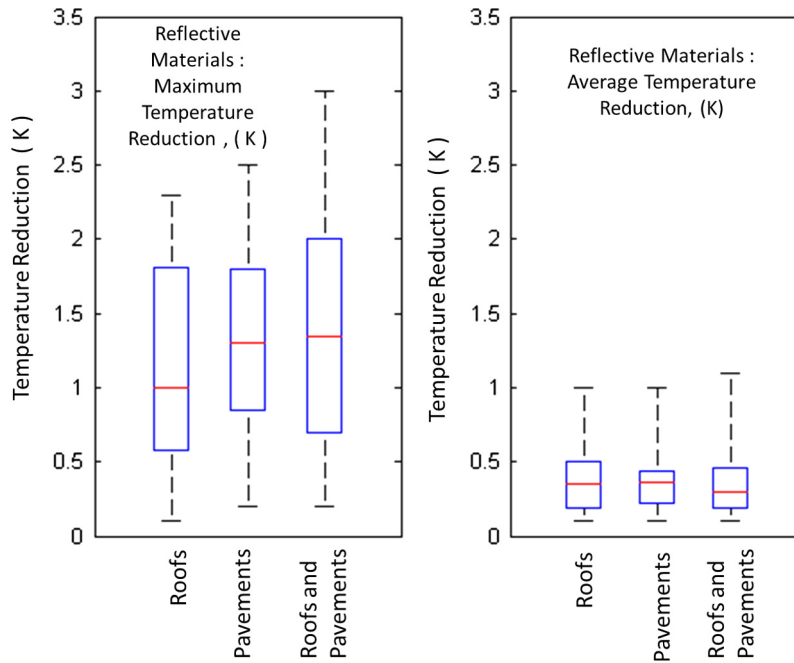 3.5
3
2.5
2
1.5
1
0.5
0
Temperature Reduction ( K )
Reflective
Materials :
Maximum
Temperature
Reduction , ( K )
Roofs
Pavements
Roofs and
Pavements
3.5
3
2.5
2
1.5
1
0.5
0
Temperature Reduction ( K )
Reflective Materials :
Average Temperature
Reduction, (K)
Roofs
Pavements
Roofs and
Pavements